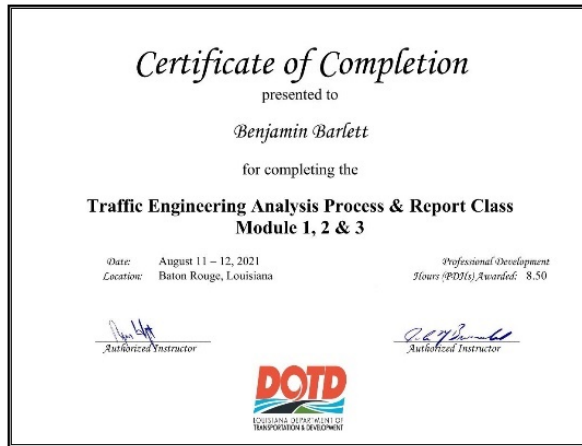 Certificate of Completion
presented to
Benjamin Barlett
for completing the
Traffic Engineering Analysis Process & Report Class
Module 1, 2 & 3
Date: August 11 – 12, 2021
Location: Baton Rouge, Louisiana
Professional Development
Hours (PDHs) Awarded: 8.50
Authorized Instructor
Authorized Instructor
DOTD
LOUISIANA DEPARTMENT OF
TRANSPORTATION & DEVELOPMENT